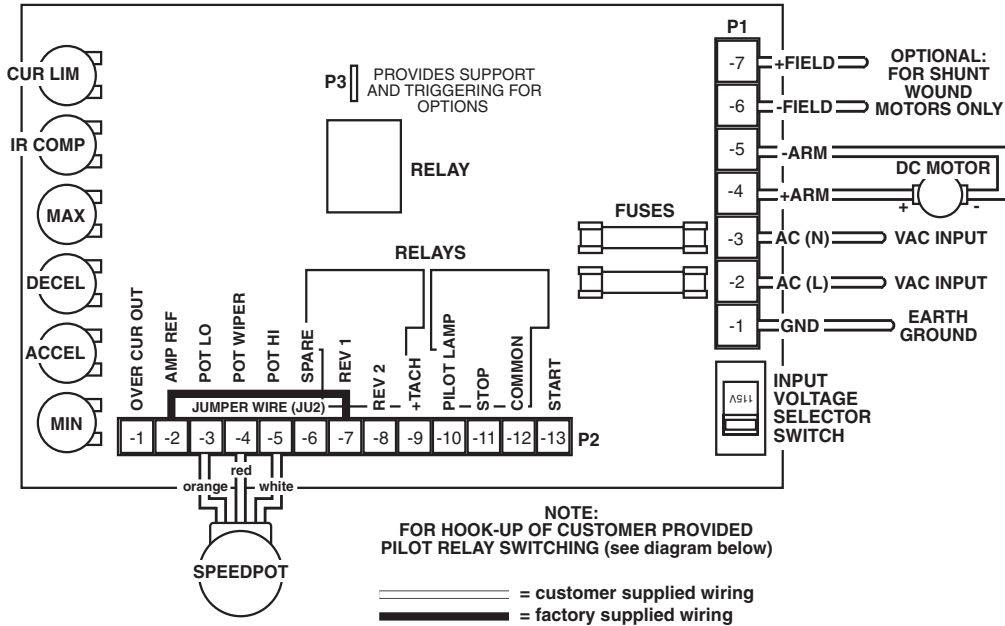 P1
CUR LIM
IR COMP
MAX
DECEL
ACCEL
MIN
P3
PROVIDES SUPPORT
AND TRIGGERING FOR
OPTIONS
RELAY
FUSES
RELAYS
-7 +FIELD
-6 -FIELD
OPTIONAL:
FOR SHUNT
WOUND
MOTORS ONLY
-5 -ARM
DC MOTOR
-4 +ARM
+ -
-3 AC (N) VAC INPUT
-2 AC (L) VAC INPUT
-1 GND EARTH
GROUND
115V
INPUT
VOLTAGE
SELECTOR
SWITCH
OVER CUR OUT
AMP REF
POT LO
POT WIPER
POT HI
SPARE
REV 1
REV 2
+TACH
PILOT LAMP
STOP
COMMON
START
JUMPER WIRE (JU2)
-1 -2 -3 -4 -5 -6 -7 -8 -9 -10 -11 -12 -13 P2
orange red white
SPEEDPOT
NOTE:
FOR HOOK-UP OF CUSTOMER PROVIDED
PILOT RELAY SWITCHING (see diagram below)
= customer supplied wiring
= factory supplied wiring